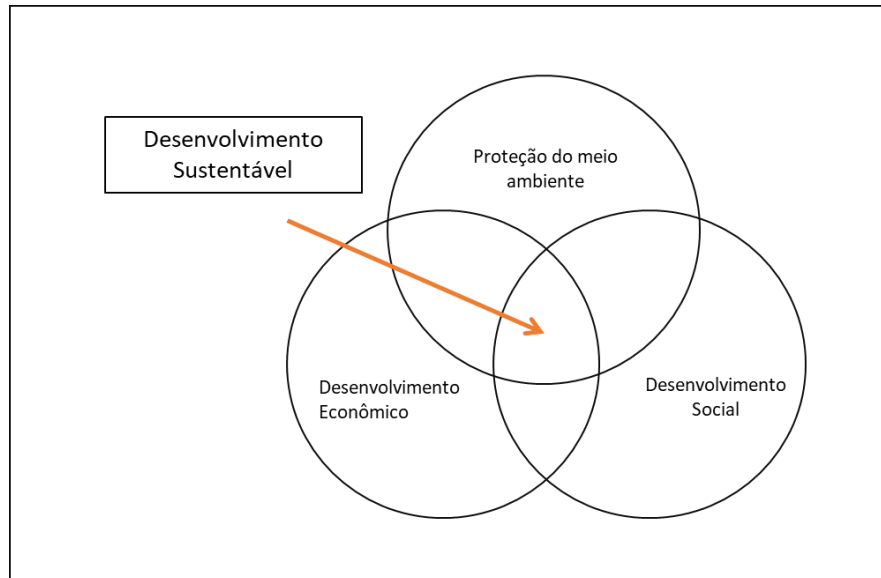 Desenvolvimento
Sustentável
Proteção do meio
ambiente
Desenvolvimento
Econômico
Desenvolvimento
Social